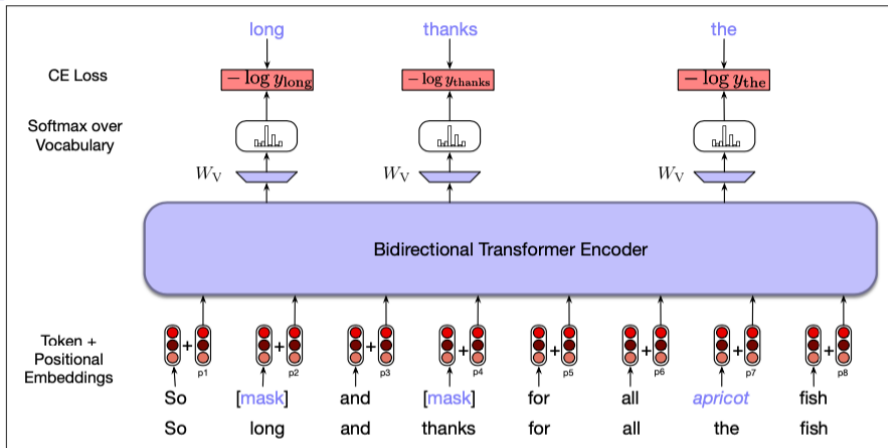 long thanks the
CE Loss − log y_long − log y_thanks − log y_the
Softmax over
Vocabulary
W_V W_V W_V
Bidirectional Transformer Encoder
Token +
Positional
Embeddings
+ + + + + + + +
p1 p2 p3 p4 p5 p6 p7 p8
So [mask] and [mask] for all apricot fish
So long and thanks for all the fish